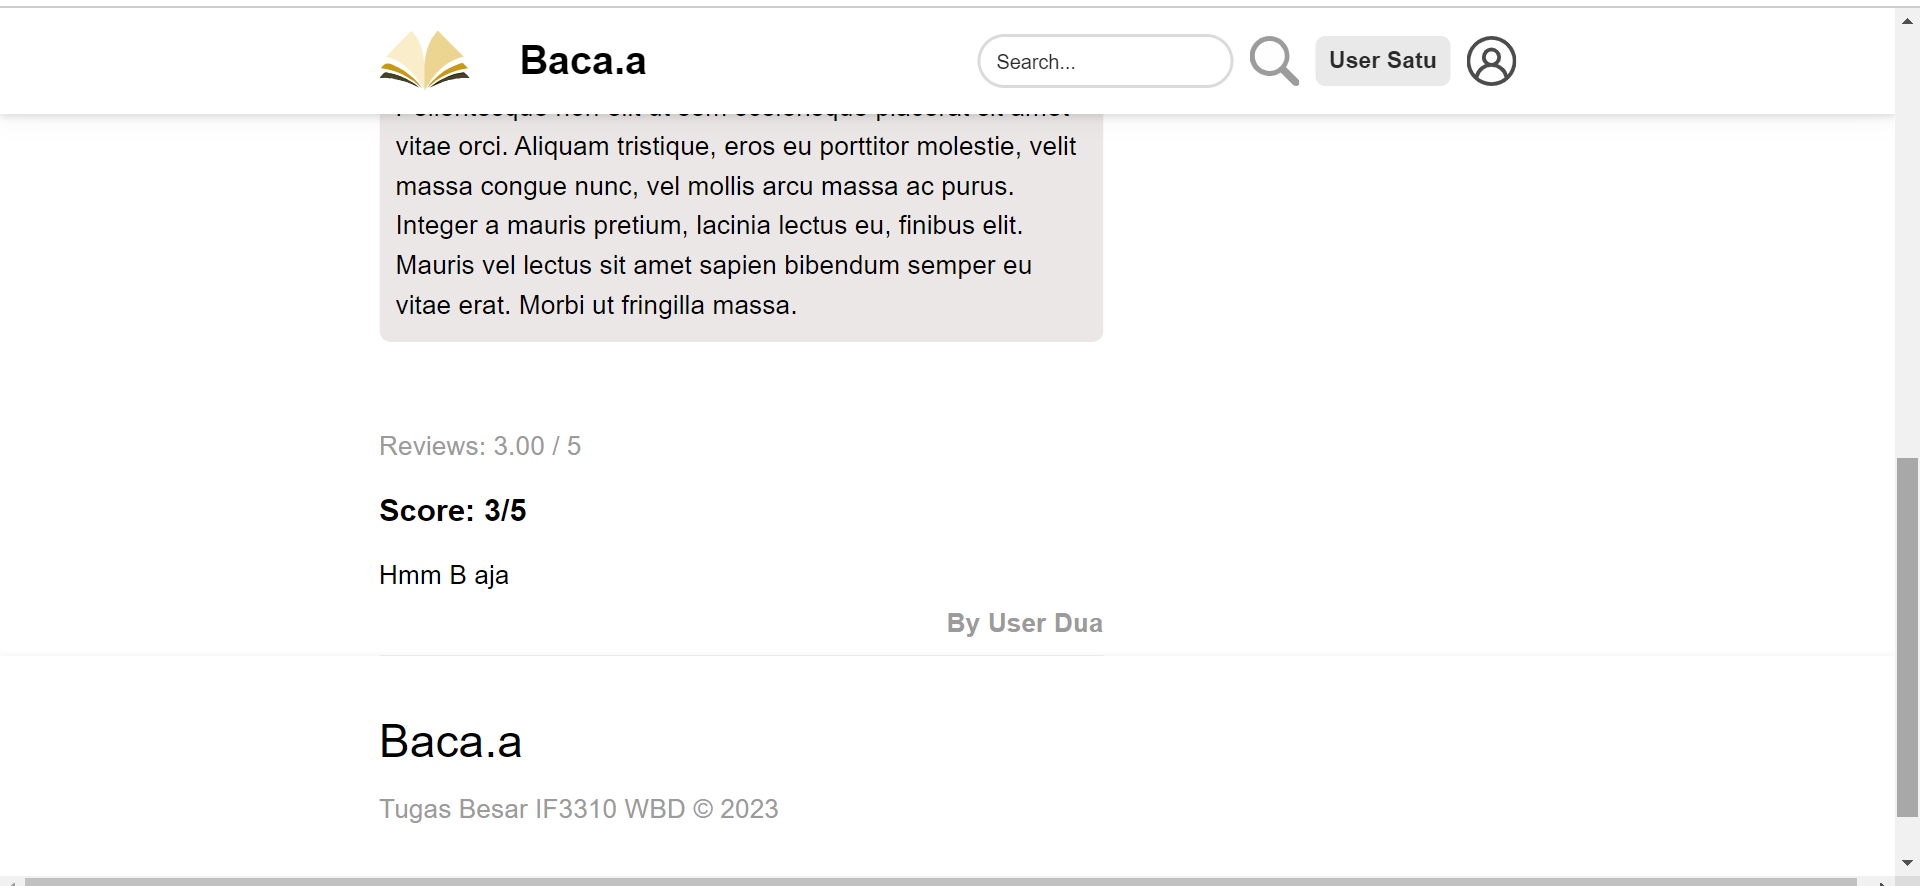 Baca.a
Search...
User Satu
vitae orci. Aliquam tristique, eros eu porttitor molestie, velit
massa congue nunc, vel mollis arcu massa ac purus.
Integer a mauris pretium, lacinia lectus eu, finibus elit.
Mauris vel lectus sit amet sapien bibendum semper eu
vitae erat. Morbi ut fringilla massa.
Reviews: 3.00 / 5
Score: 3/5
Hmm B aja
By User Dua
Baca.a
Tugas Besar IF3310 WBD © 2023